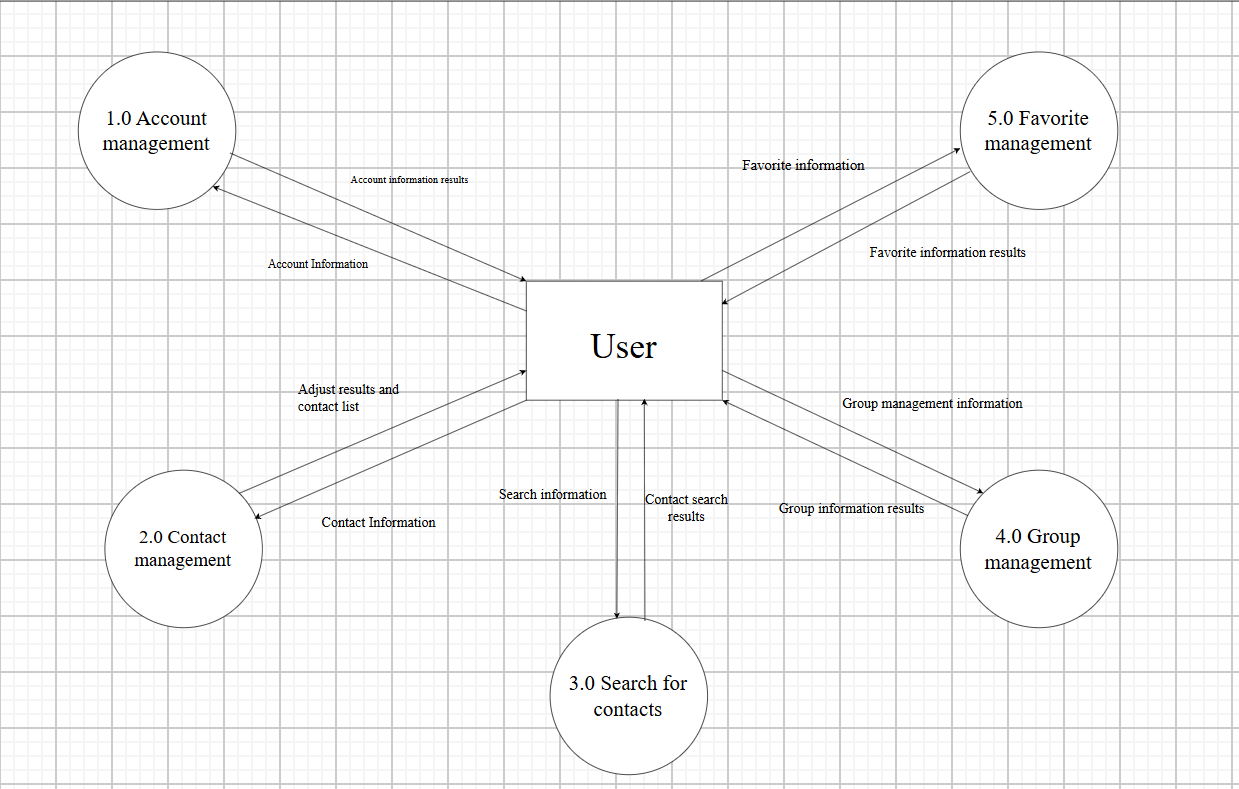 1.0 Account
management
5.0 Favorite
management
Favorite information
Account information results
Favorite information results
Account Information
User
Adjust results and
contact list
Group management information
Search information
Contact search
results
Group information results
Contact Information
2.0 Contact
management
4.0 Group
management
3.0 Search for
contacts